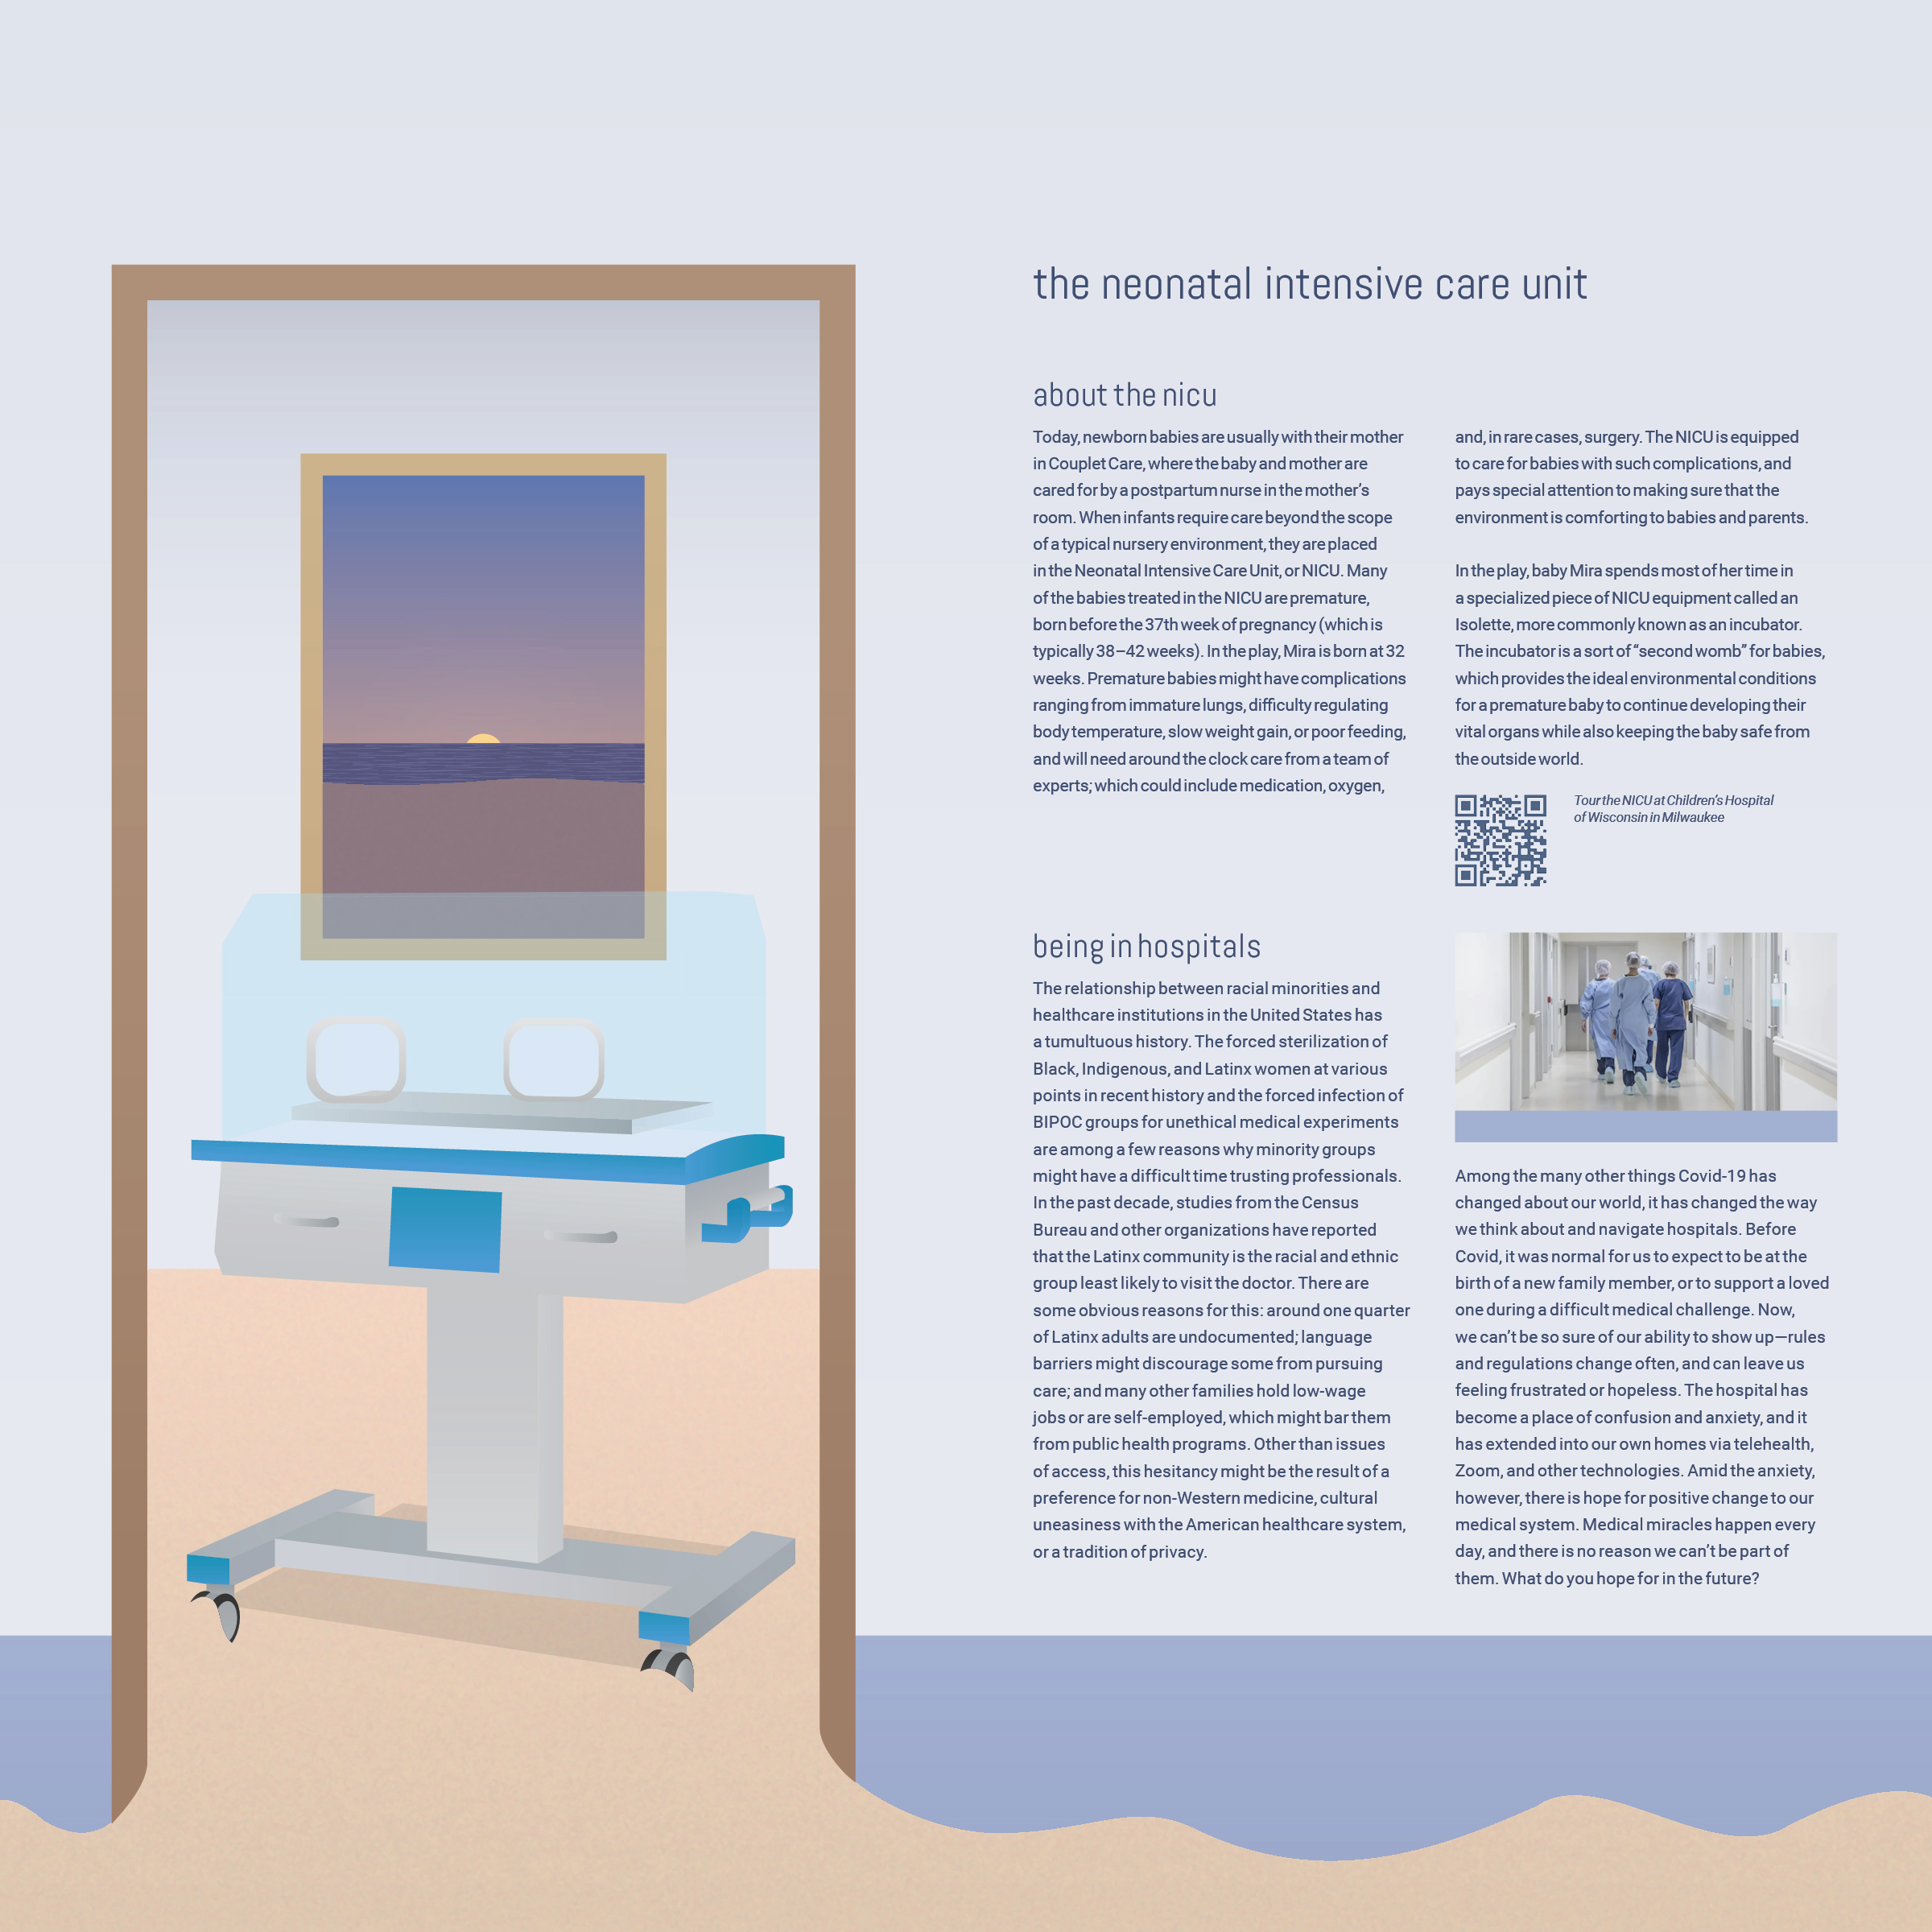 the neonatal intensive care unit
about the nicu
Today, newborn babies are usually with their mother
in Couplet Care, where the baby and mother are
cared for by a postpartum nurse in the mother’s
room. When infants require care beyond the scope
of a typical nursery environment, they are placed
in the Neonatal Intensive Care Unit, or NICU. Many
of the babies treated in the NICU are premature,
born before the 37th week of pregnancy (which is
typically 38–42 weeks). In the play, Mira is born at 32
weeks. Premature babies might have complications
ranging from immature lungs, difficulty regulating
body temperature, slow weight gain, or poor feeding,
and will need around the clock care from a team of
experts; which could include medication, oxygen,
and, in rare cases, surgery. The NICU is equipped
to care for babies with such complications, and
pays special attention to making sure that the
environment is comforting to babies and parents.
In the play, baby Mira spends most of her time in
a specialized piece of NICU equipment called an
Isolette, more commonly known as an incubator.
The incubator is a sort of “second womb” for babies,
which provides the ideal environmental conditions
for a premature baby to continue developing their
vital organs while also keeping the baby safe from
the outside world.
Tour the NICU at Children’s Hospital
of Wisconsin in Milwaukee
being in hospitals
The relationship between racial minorities and
healthcare institutions in the United States has
a tumultuous history. The forced sterilization of
Black, Indigenous, and Latinx women at various
points in recent history and the forced infection of
BIPOC groups for unethical medical experiments
are among a few reasons why minority groups
might have a difficult time trusting professionals.
In the past decade, studies from the Census
Bureau and other organizations have reported
that the Latinx community is the racial and ethnic
group least likely to visit the doctor. There are
some obvious reasons for this: around one quarter
of Latinx adults are undocumented; language
barriers might discourage some from pursuing
care; and many other families hold low-wage
jobs or are self-employed, which might bar them
from public health programs. Other than issues
of access, this hesitancy might be the result of a
preference for non-Western medicine, cultural
uneasiness with the American healthcare system,
or a tradition of privacy.
Among the many other things Covid-19 has
changed about our world, it has changed the way
we think about and navigate hospitals. Before
Covid, it was normal for us to expect to be at the
birth of a new family member, or to support a loved
one during a difficult medical challenge. Now,
we can’t be so sure of our ability to show up—rules
and regulations change often, and can leave us
feeling frustrated or hopeless. The hospital has
become a place of confusion and anxiety, and it
has extended into our own homes via telehealth,
Zoom, and other technologies. Amid the anxiety,
however, there is hope for positive change to our
medical system. Medical miracles happen every
day, and there is no reason we can’t be part of
them. What do you hope for in the future?